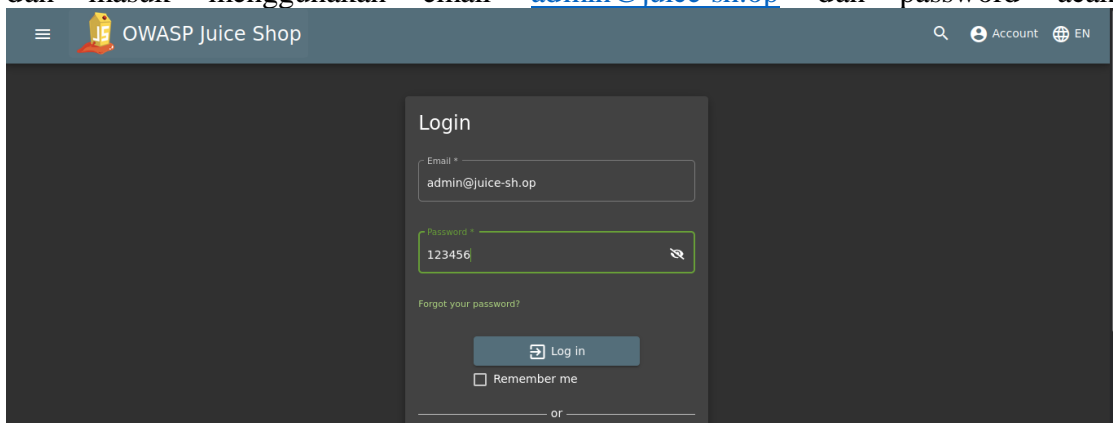 dan masuk menggunakan email admin@juice-sh.op dan password acak
OWASP Juice Shop
Account EN
Login
Email *
admin@juice-sh.op
Password *
123456
Forgot your password?
Log in
Remember me
or